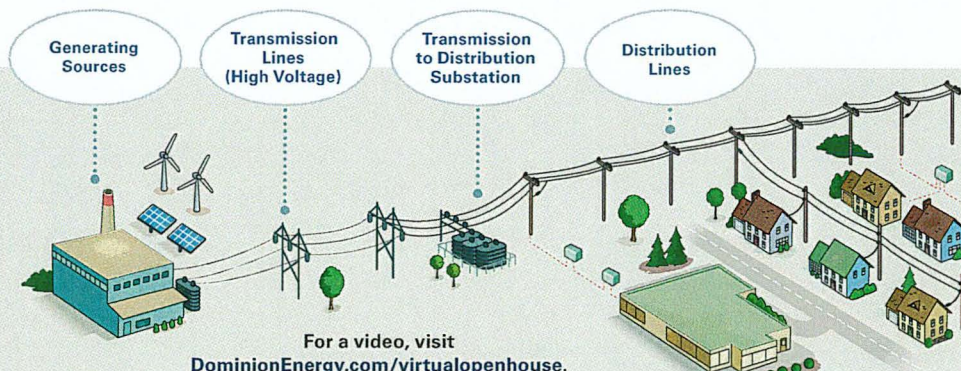 Generating
Sources
Transmission
Lines
(High Voltage)
Transmission
to Distribution
Substation
Distribution
Lines
For a video, visit
DominionEnergy.com/virtualopenhouse.